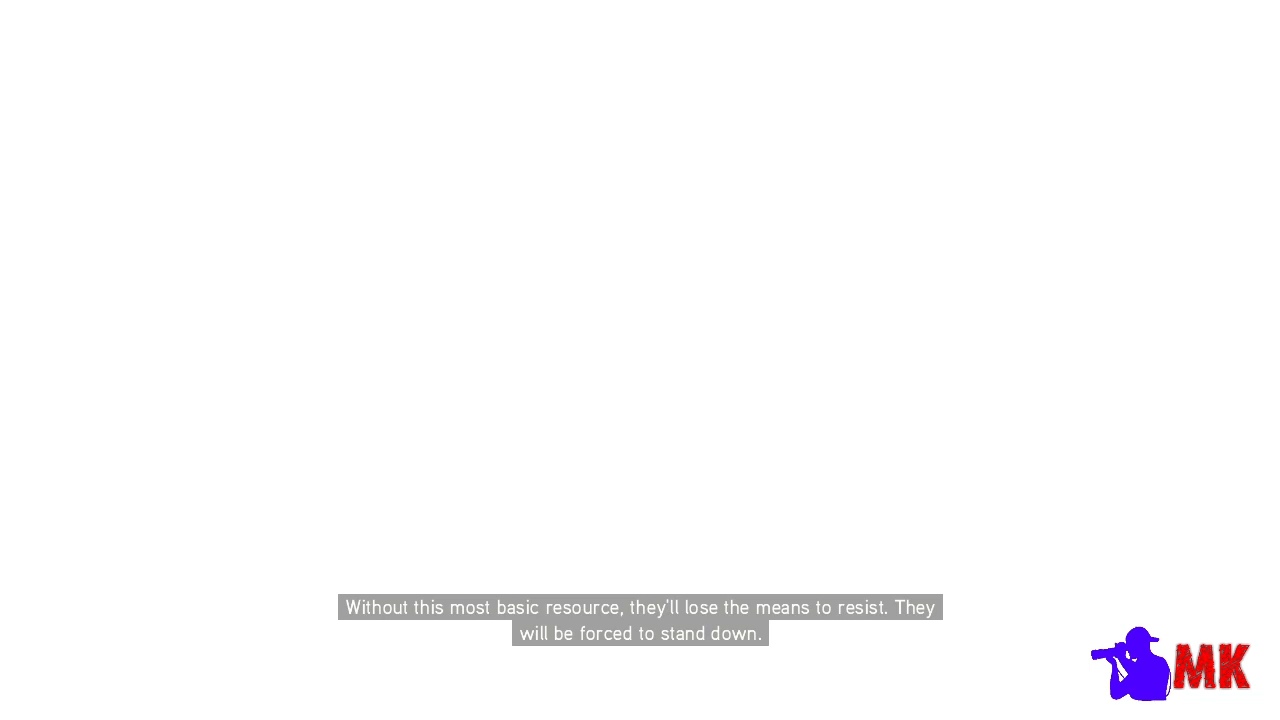 Without this most basic resource, they'll lose the means to resist. They
will be forced to stand down.
MK